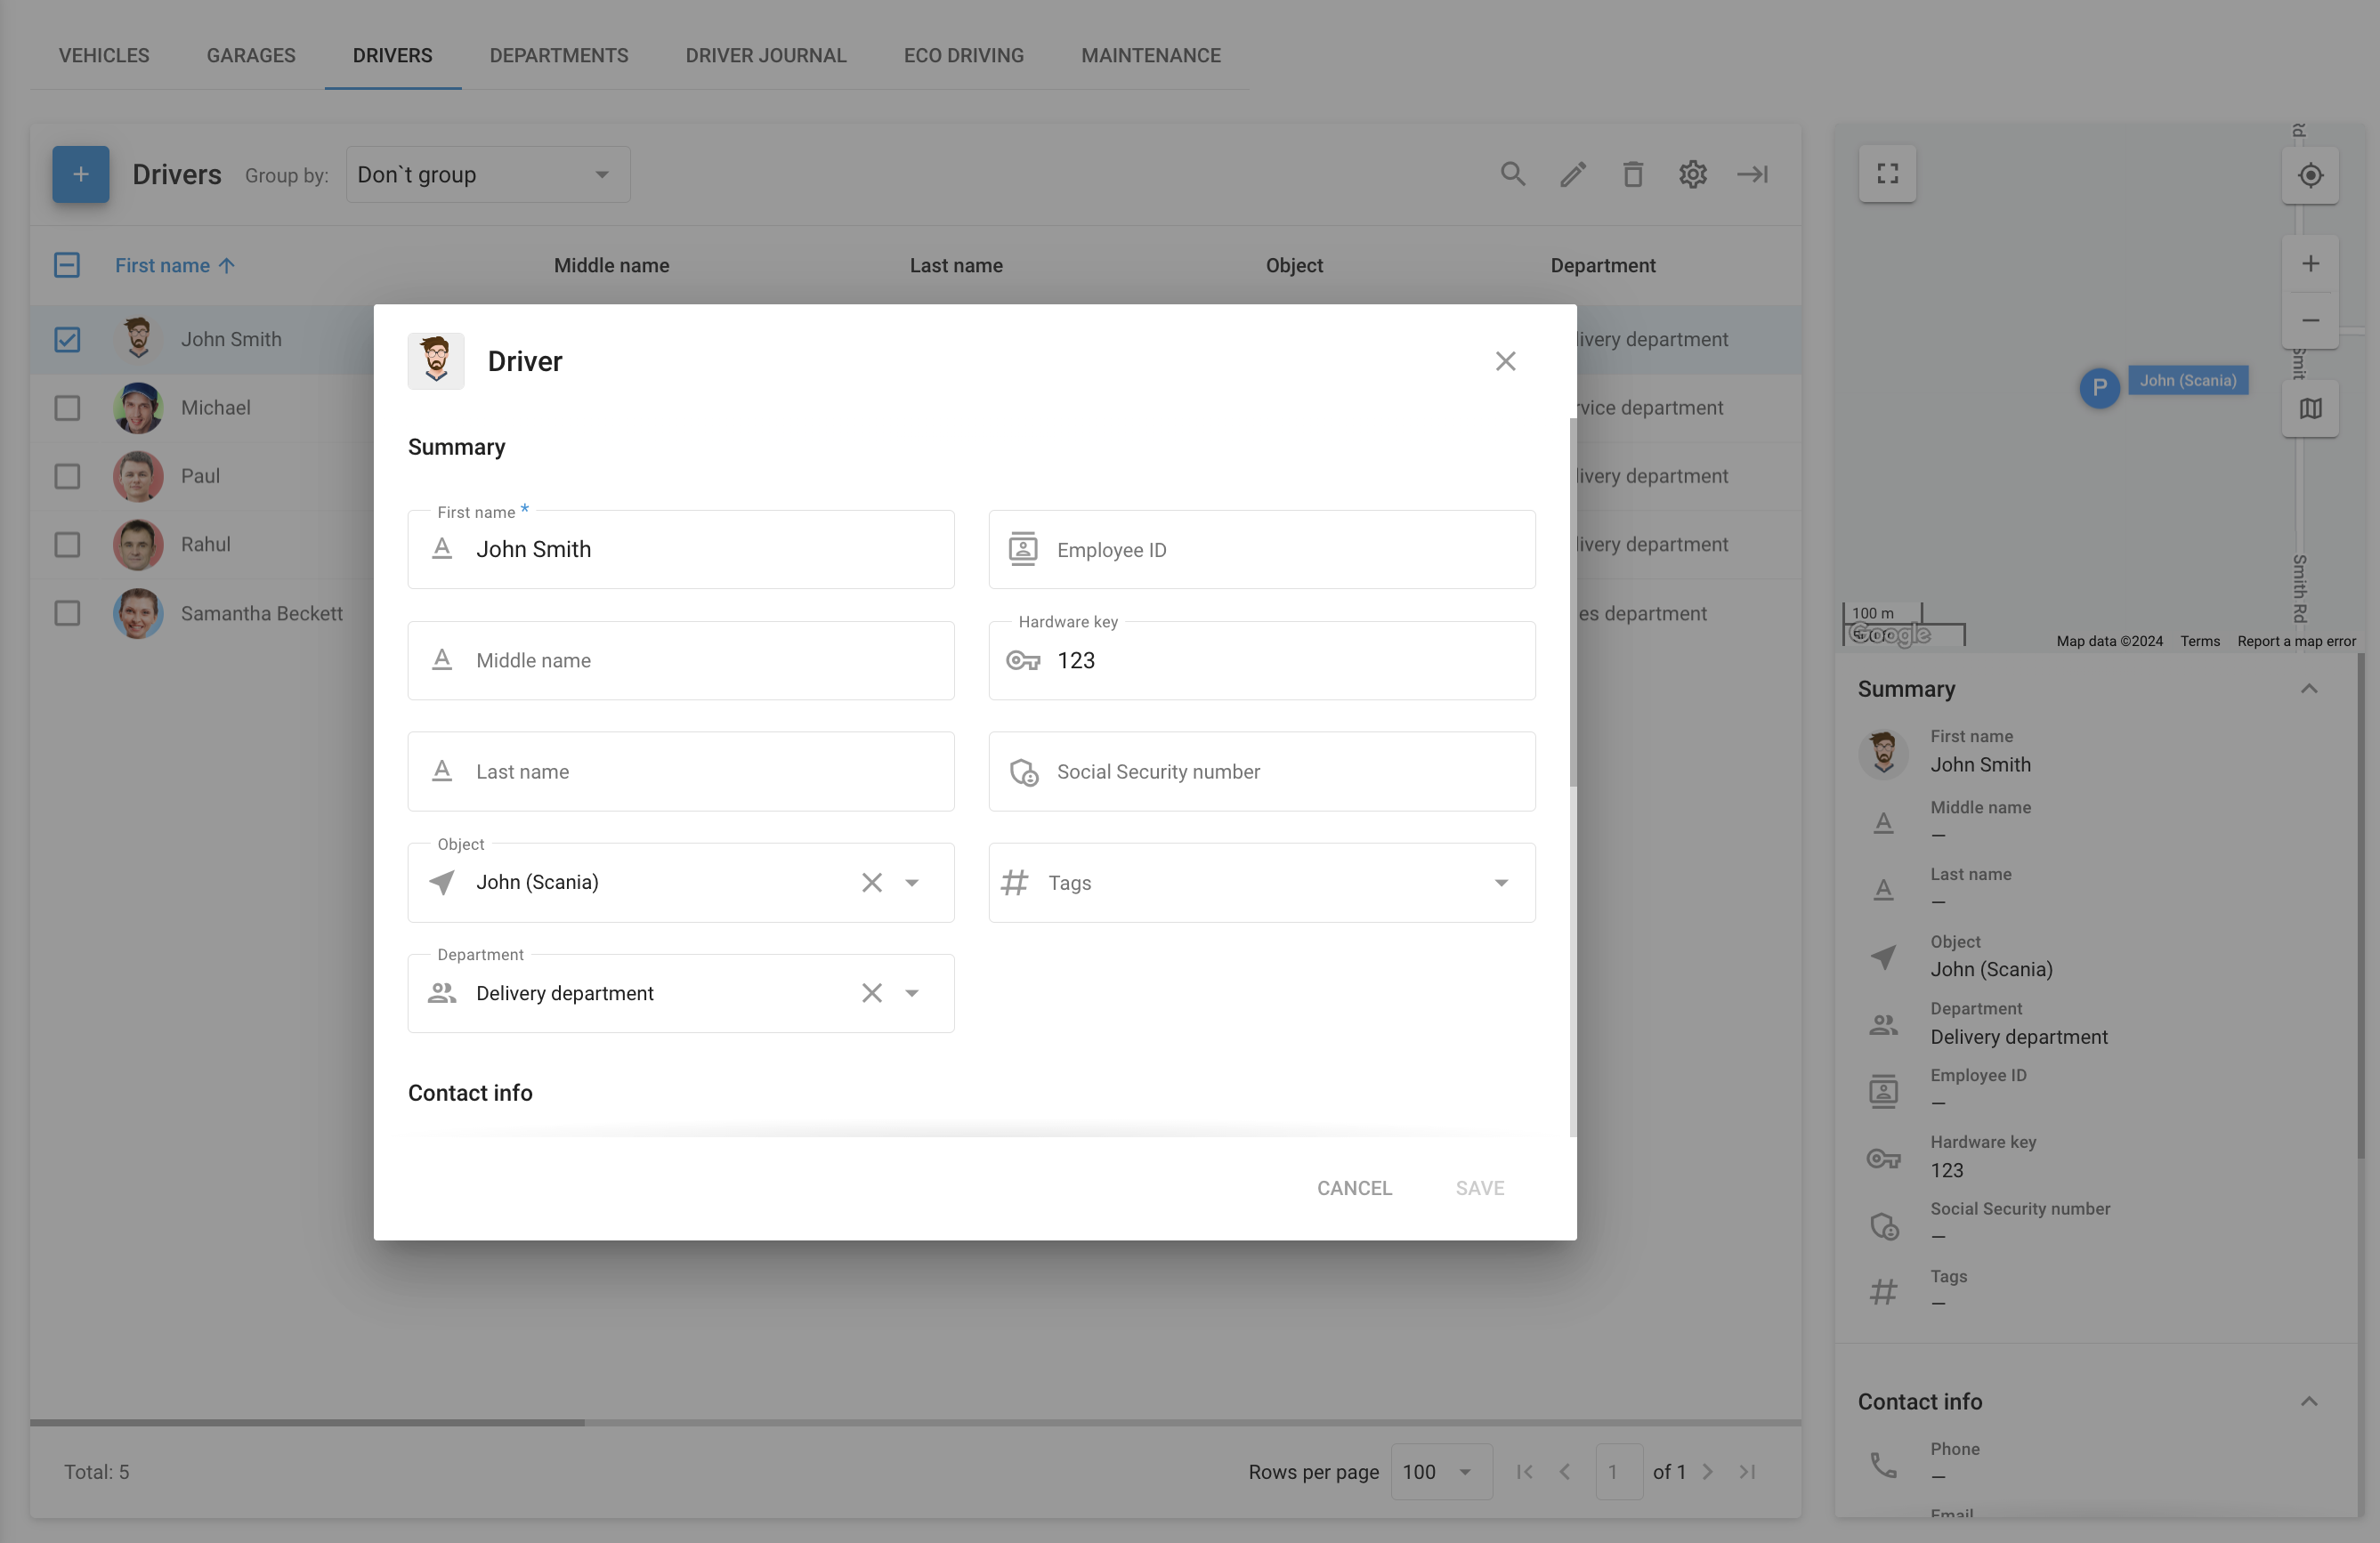 VEHICLES GARAGES DRIVERS DEPARTMENTS DRIVER JOURNAL ECO DRIVING MAINTENANCE
Drivers Group by: Don`t group
First name Middle name Last name Object Department
John Smith livery department
Michael rvice department
Paul livery department
Rahul livery department
Samantha Beckett es department
Driver
Summary
First name *
John Smith
Employee ID
Middle name
Hardware key
123
Last name
Social Security number
Object
John (Scania)
Tags
Department
Delivery department
Contact info
CANCEL SAVE
Total: 5
Rows per page 100 1 of 1
P John (Scania)
Smith Rd
100 m
Google
Map data ©2024 Terms Report a map error
Summary
First name
John Smith
Middle name
–
Last name
–
Object
John (Scania)
Department
Delivery department
Employee ID
–
Hardware key
123
Social Security number
–
Tags
–
Contact info
Phone
–
Email